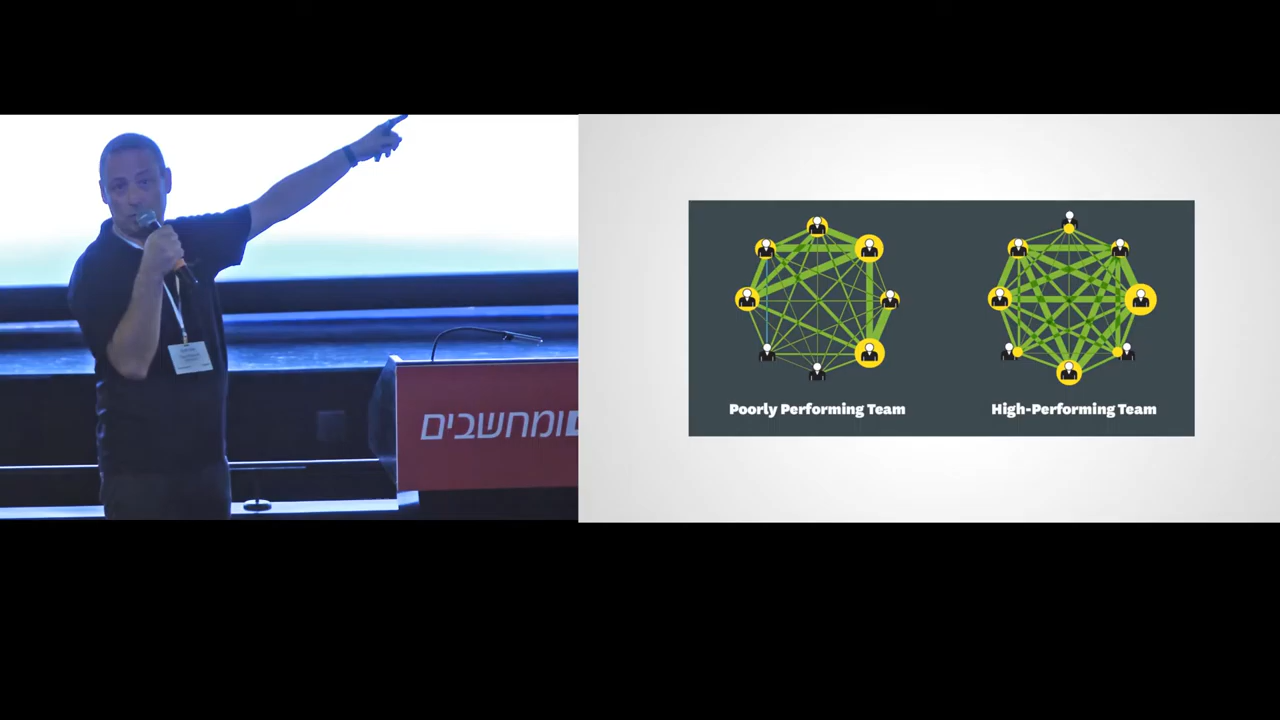 ומחשבים
Poorly Performing Team
High-Performing Team